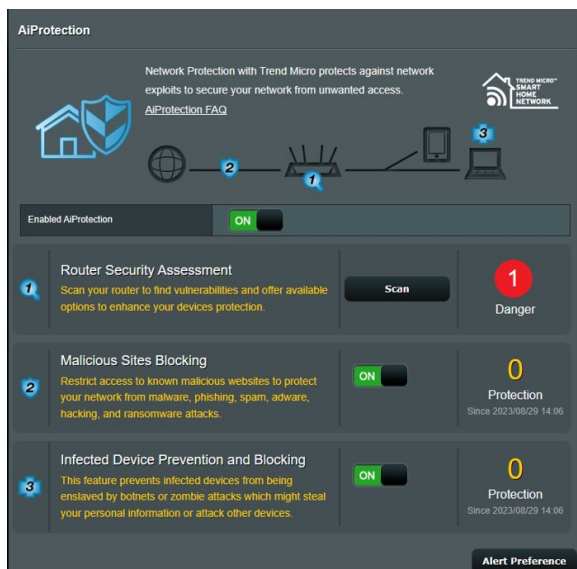 AiProtection
Network Protection with Trend Micro protects against network
exploits to secure your network from unwanted access.
AiProtection FAQ
TREND MICRO™
SMART
HOME
NETWORK
3
2
1
Enabled AiProtection
ON
1
Router Security Assessment
Scan your router to find vulnerabilities and offer available
options to enhance your devices protection.
Scan
1
Danger
2
Malicious Sites Blocking
Restrict access to known malicious websites to protect
your network from malware, phishing, spam, adware,
hacking, and ransomware attacks.
ON
0
Protection
Since 2023/08/29 14:06
3
Infected Device Prevention and Blocking
This feature prevents infected devices from being
enslaved by botnets or zombie attacks which might steal
your personal information or attack other devices.
ON
0
Protection
Since 2023/08/29 14:06
Alert Preference